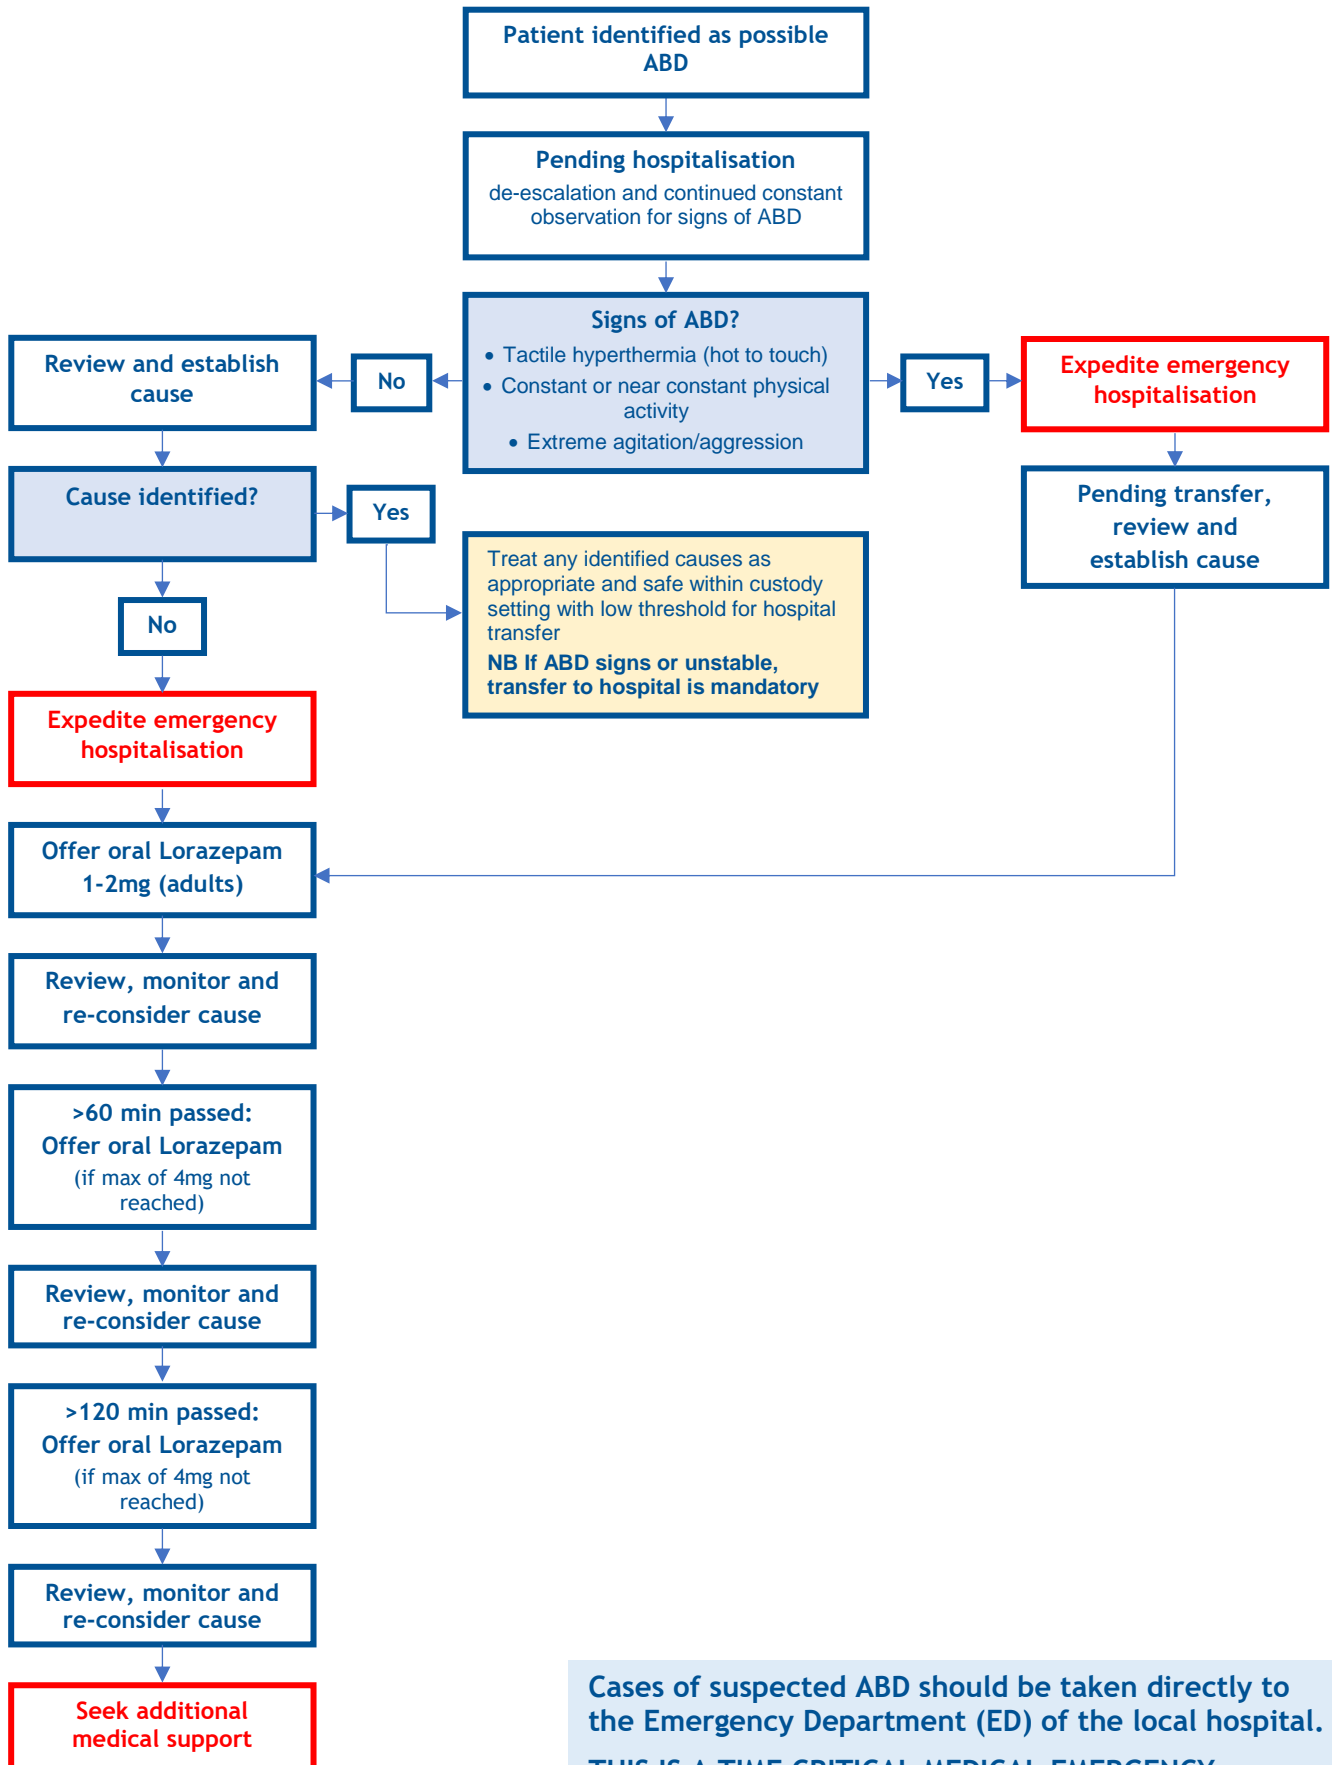 Patient identified as possible
ABD
Pending hospitalisation
de-escalation and continued constant
observation for signs of ABD
Signs of ABD?
• Tactile hyperthermia (hot to touch)
• Constant or near constant physical
activity
• Extreme agitation/aggression
No
Yes
Review and establish
cause
Expedite emergency
hospitalisation
Cause identified?
Yes
Pending transfer,
review and
establish cause
Treat any identified causes as
appropriate and safe within custody
setting with low threshold for hospital
transfer
NB If ABD signs or unstable,
transfer to hospital is mandatory
No
Expedite emergency
hospitalisation
Offer oral Lorazepam
1-2mg (adults)
Review, monitor and
re-consider cause
>60 min passed:
Offer oral Lorazepam
(if max of 4mg not
reached)
Review, monitor and
re-consider cause
>120 min passed:
Offer oral Lorazepam
(if max of 4mg not
reached)
Review, monitor and
re-consider cause
Seek additional
medical support
Cases of suspected ABD should be taken directly to
the Emergency Department (ED) of the local hospital.
THIS IS A TIME CRITICAL MEDICAL EMERGENCY